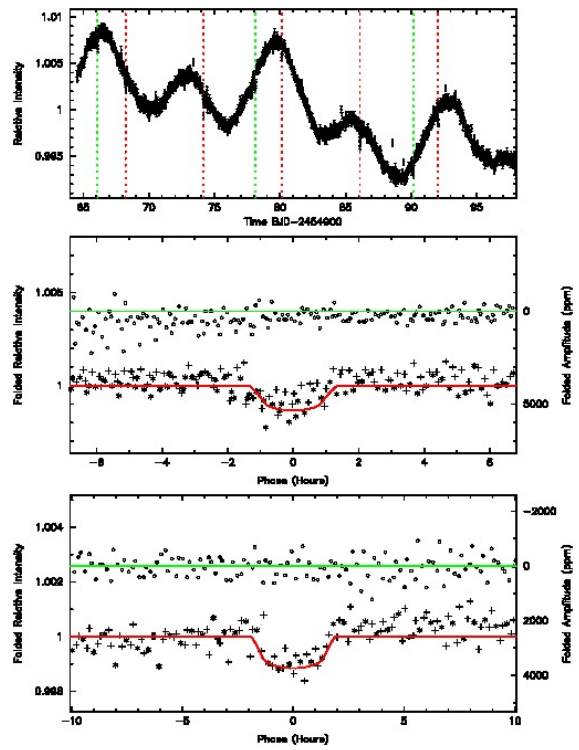 1.01
1.005
1
0.995
Relative Intensity
65 70 75 80 85 90 95
Time BJD-2454900
1.005
1
Folded Relative Intensity
0
5000
Folded Amplitude (ppm)
-6 -4 -2 0 2 4 6
Phase (Hours)
1.004
1.002
1
0.998
Folded Relative Intensity
-2000
0
2000
4000
Folded Amplitude (ppm)
-10 -5 0 5 10
Phase (Hours)